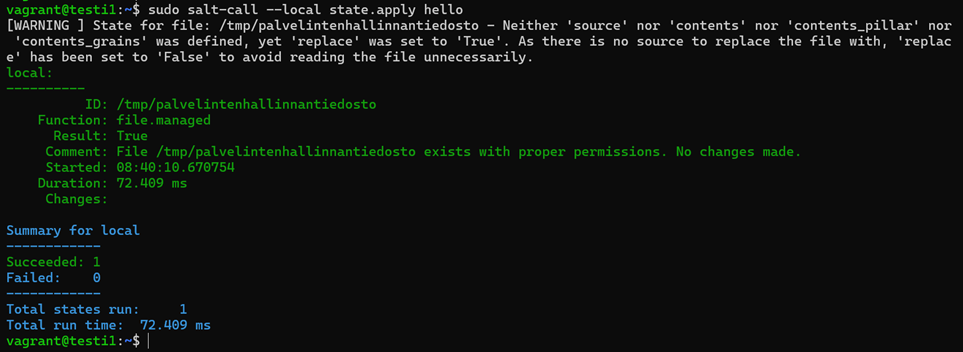 vagrant@testi1:~$ sudo salt-call --local state.apply hello
[WARNING ] State for file: /tmp/palvelintenhallinnantiedosto - Neither 'source' nor 'contents' nor 'contents_pillar' nor
 'contents_grains' was defined, yet 'replace' was set to 'True'. As there is no source to replace the file with, 'replac
e' has been set to 'False' to avoid reading the file unnecessarily.
local:
----------
          ID: /tmp/palvelintenhallinnantiedosto
    Function: file.managed
      Result: True
     Comment: File /tmp/palvelintenhallinnantiedosto exists with proper permissions. No changes made.
     Started: 08:40:10.670754
    Duration: 72.409 ms
     Changes:

Summary for local
------------
Succeeded: 1
Failed:    0
------------
Total states run:     1
Total run time:  72.409 ms
vagrant@testi1:~$